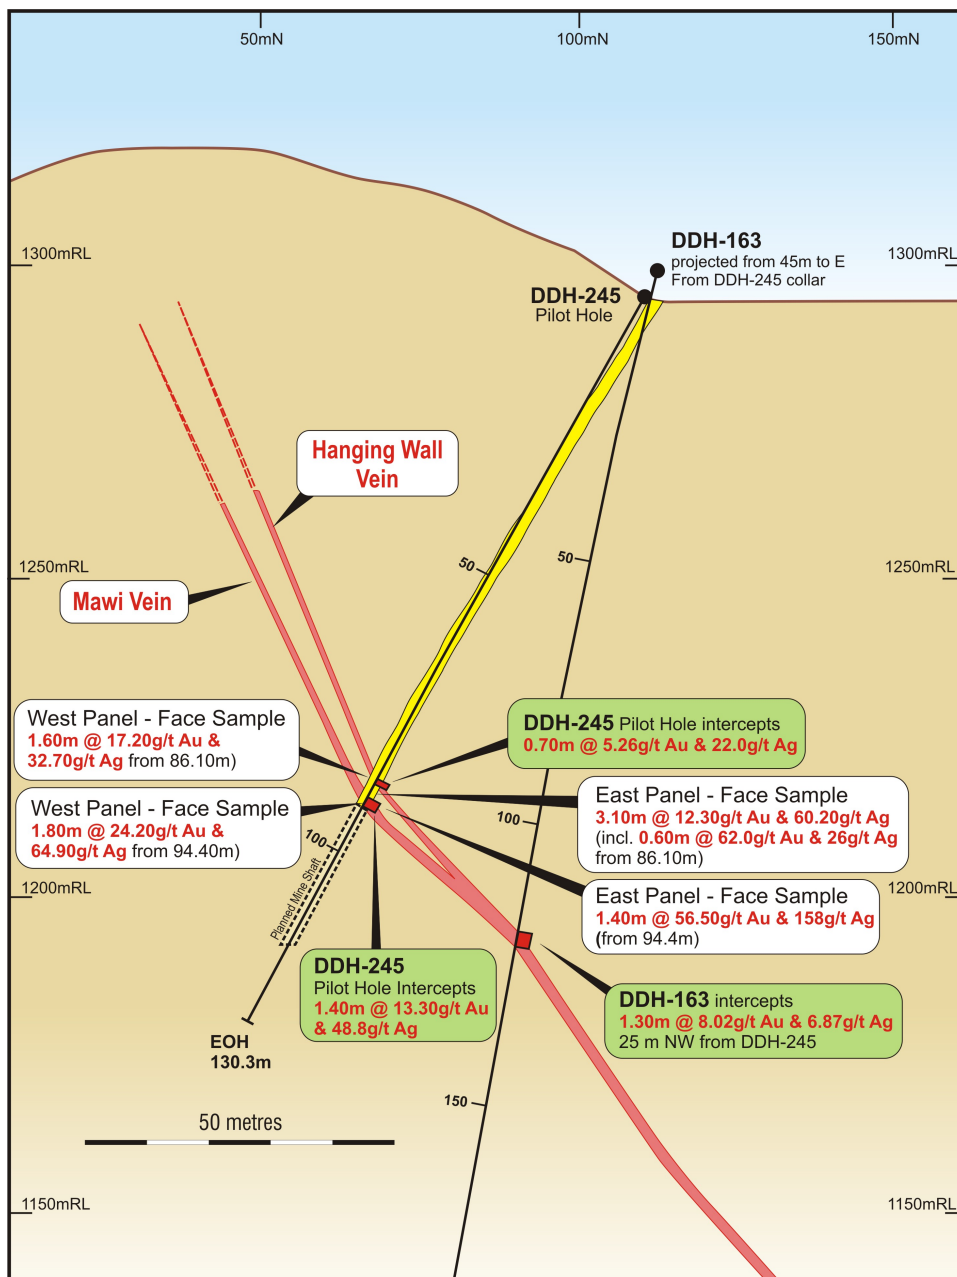 50mN
100mN
150mN
DDH-163
projected from 45m to E
From DDH-245 collar
1300mRL
1300mRL
DDH-245
Pilot Hole
Hanging Wall
Vein
50
50
1250mRL
1250mRL
Mawi Vein
West Panel - Face Sample
1.60m @ 17.20g/t Au &
32.70g/t Ag from 86.10m)
DDH-245 Pilot Hole intercepts
0.70m @ 5.26g/t Au & 22.0g/t Ag
West Panel - Face Sample
1.80m @ 24.20g/t Au &
64.90g/t Ag from 94.40m)
East Panel - Face Sample
3.10m @ 12.30g/t Au & 60.20g/t Ag
(incl. 0.60m @ 62.0g/t Au & 26g/t Ag
from 86.10m)
100
100
Planned Mine Shaft
1200mRL
1200mRL
East Panel - Face Sample
1.40m @ 56.50g/t Au & 158g/t Ag
(from 94.4m)
DDH-245
Pilot Hole Intercepts
1.40m @ 13.30g/t Au
& 48.8g/t Ag
DDH-163 intercepts
1.30m @ 8.02g/t Au & 6.87g/t Ag
25 m NW from DDH-245
EOH
130.3m
150
50 metres
1150mRL
1150mRL